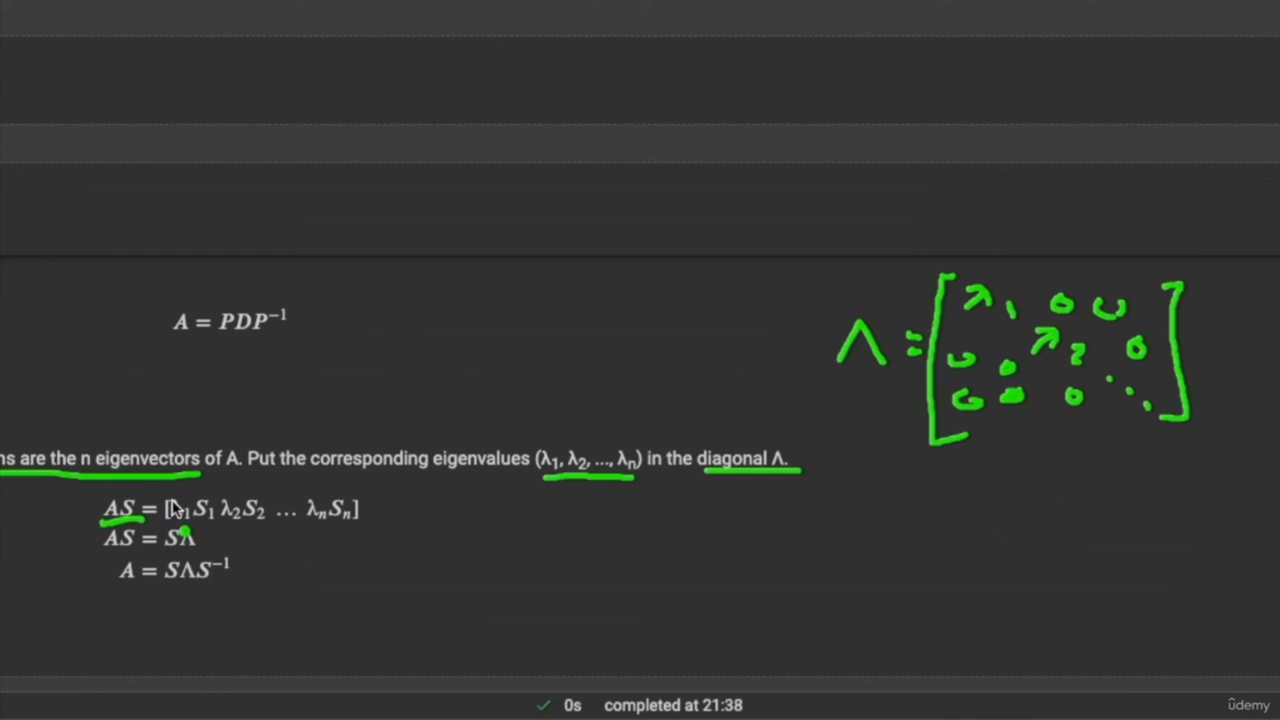 A = PDP⁻¹
Λ = [λ1 0 0
0 0 λ2 0
0 0 0 ⋱]
ns are the n eigenvectors of A. Put the corresponding eigenvalues (λ₁, λ₂, ..., λₙ) in the diagonal Λ.
AS = [λ₁S₁ λ₂S₂ … λₙSₙ]
AS = SΛ
A = SΛS⁻¹
0s completed at 21:38
ûdemy